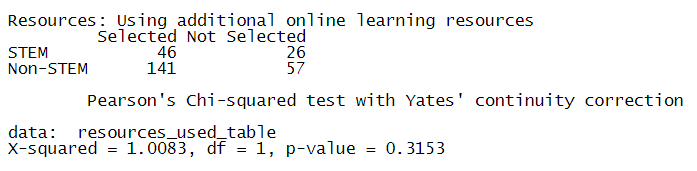 Resources: Using additional online learning resources
Selected Not Selected
STEM 46 26
Non-STEM 141 57
Pearson's Chi-squared test with Yates' continuity correction
data: resources_used_table
X-squared = 1.0083, df = 1, p-value = 0.3153